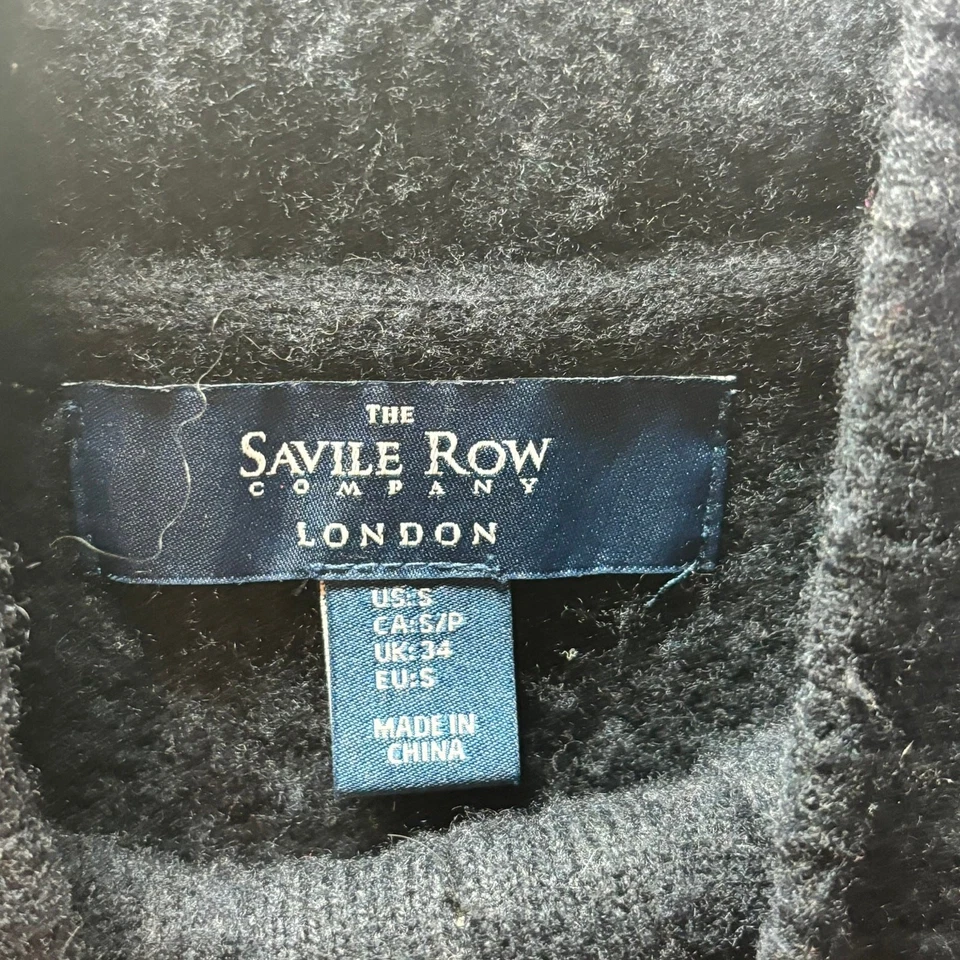 THE
SAVILE ROW
COMPANY
LONDON
US:S
CA:S/P
UK:34
EU:S
MADE IN
CHINA